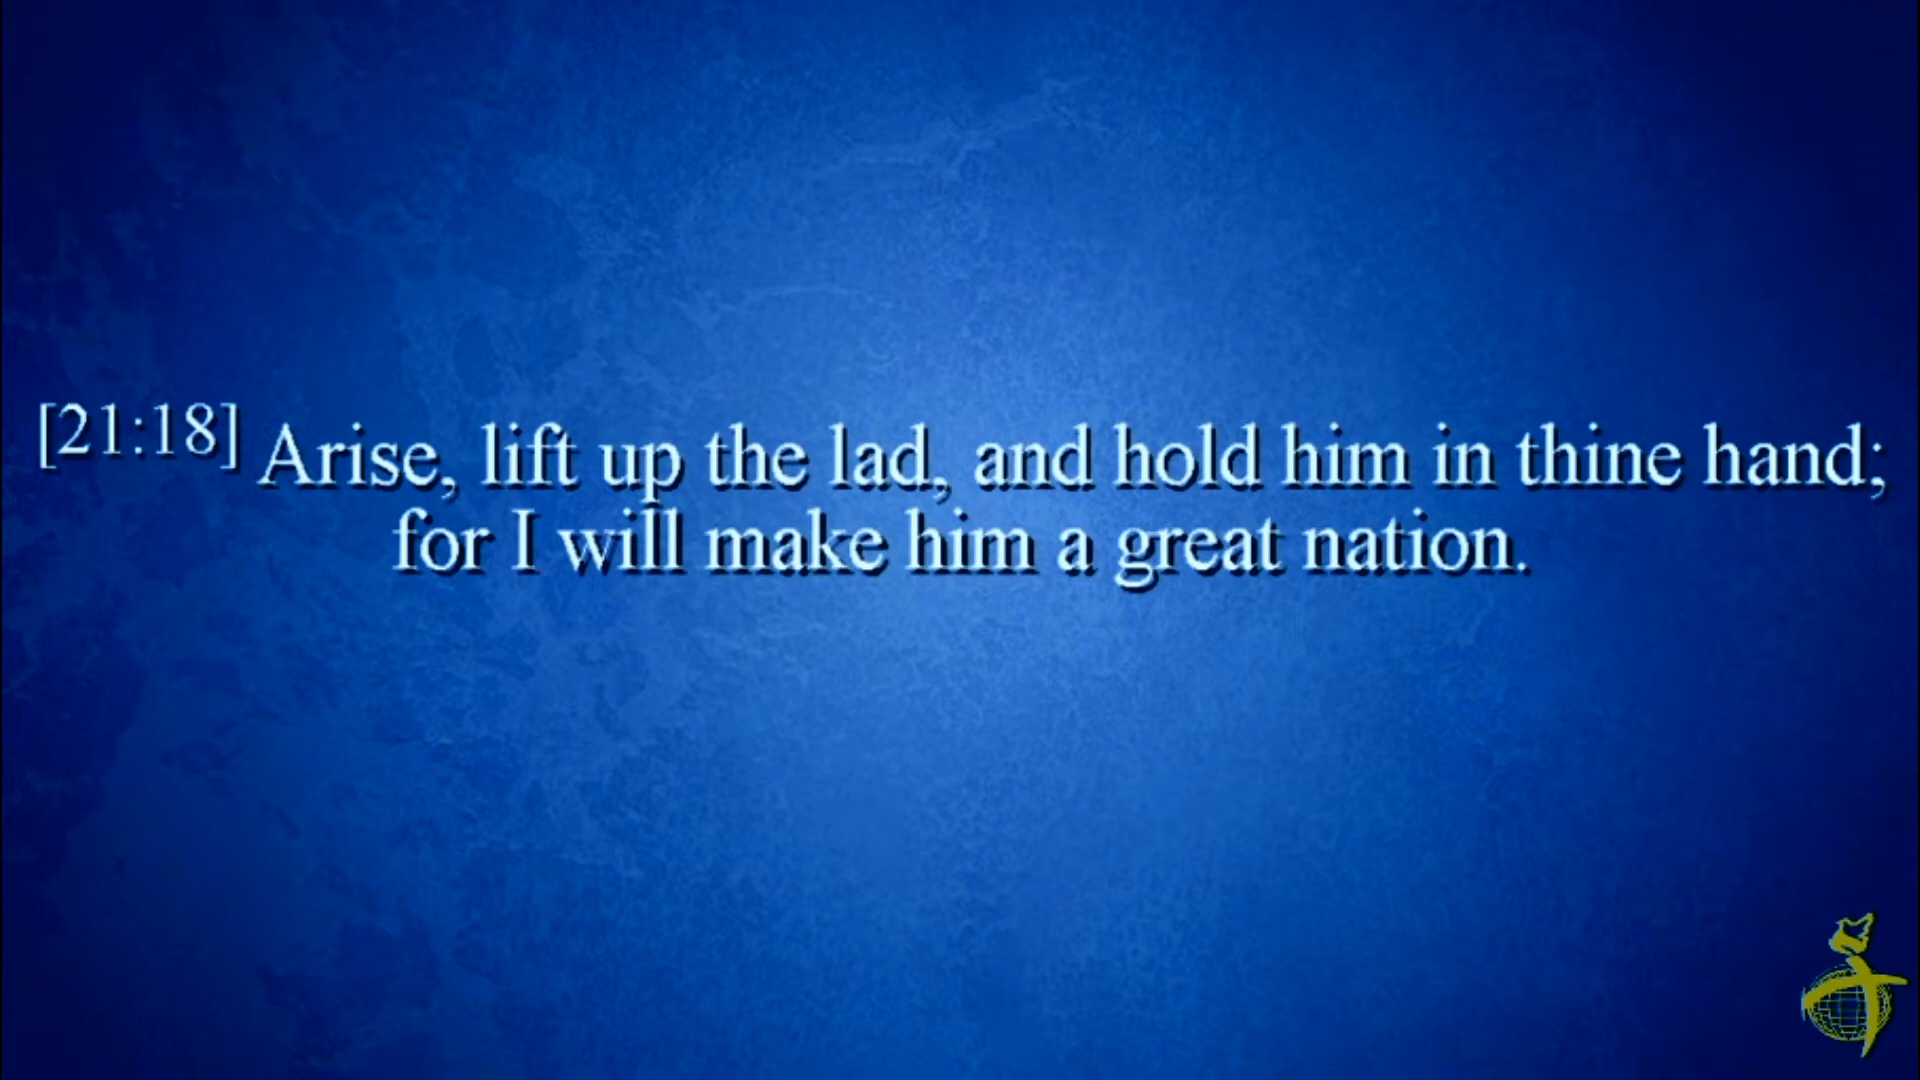 [21:18] Arise, lift up the lad, and hold him in thine hand;
for I will make him a great nation.